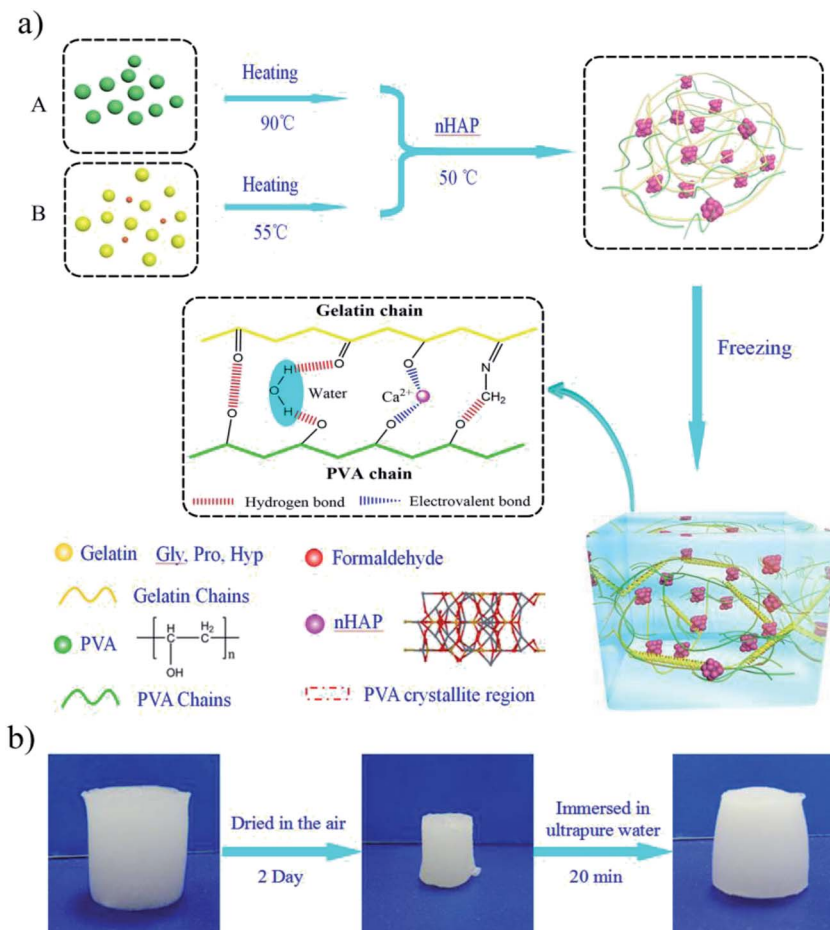 a)
A
Heating
90℃
B
Heating
55℃
nHAP
50 ℃
Freezing
Gelatin chain
O
O
O
N
H
O
H
Water
Ca²⁺
CH₂
O
O
O
O
PVA chain
Hydrogen bond
Electrovalent bond
Gelatin
Gly, Pro, Hyp
Formaldehyde
Gelatin Chains
nHAP
PVA
H
C
H₂
C
n
OH
PVA Chains
PVA crystallite region
b)
Dried in the air
2 Day
Immersed in
ultrapure water
20 min